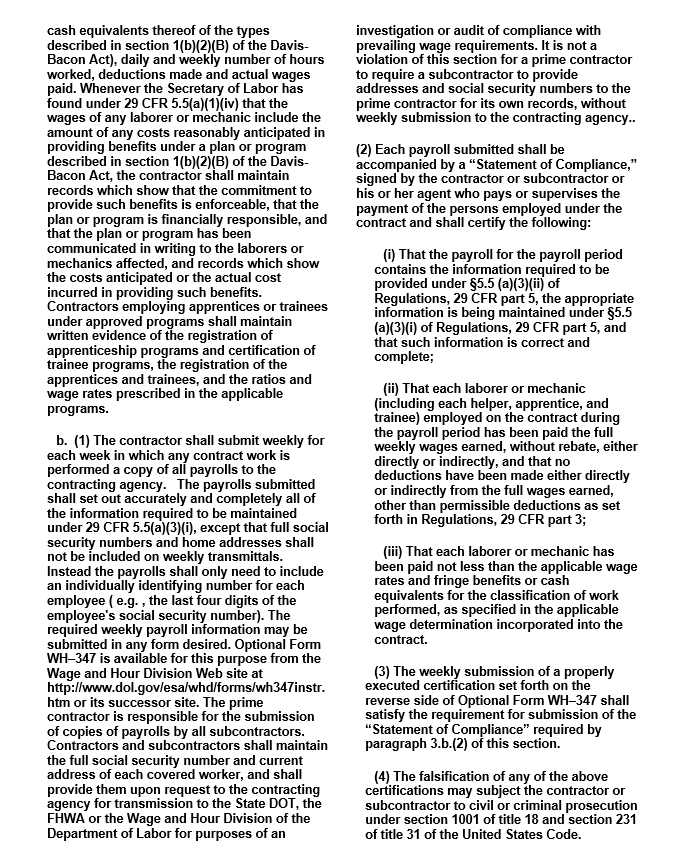 cash equivalents thereof of the types
described in section 1(b)(2)(B) of the Davis-
Bacon Act), daily and weekly number of hours
worked, deductions made and actual wages
paid. Whenever the Secretary of Labor has
found under 29 CFR 5.5(a)(1)(iv) that the
wages of any laborer or mechanic include the
amount of any costs reasonably anticipated in
providing benefits under a plan or program
described in section 1(b)(2)(B) of the Davis-
Bacon Act, the contractor shall maintain
records which show that the commitment to
provide such benefits is enforceable, that the
plan or program is financially responsible, and
that the plan or program has been
communicated in writing to the laborers or
mechanics affected, and records which show
the costs anticipated or the actual cost
incurred in providing such benefits.
Contractors employing apprentices or trainees
under approved programs shall maintain
written evidence of the registration of
apprenticeship programs and certification of
trainee programs, the registration of the
apprentices and trainees, and the ratios and
wage rates prescribed in the applicable
programs.
b. (1) The contractor shall submit weekly for
each week in which any contract work is
performed a copy of all payrolls to the
contracting agency. The payrolls submitted
shall set out accurately and completely all of
the information required to be maintained
under 29 CFR 5.5(a)(3)(i), except that full social
security numbers and home addresses shall
not be included on weekly transmittals.
Instead the payrolls shall only need to include
an individually identifying number for each
employee ( e.g. , the last four digits of the
employee's social security number). The
required weekly payroll information may be
submitted in any form desired. Optional Form
WH–347 is available for this purpose from the
Wage and Hour Division Web site at
http://www.dol.gov/esa/whd/forms/wh347instr.
htm or its successor site. The prime
contractor is responsible for the submission
of copies of payrolls by all subcontractors.
Contractors and subcontractors shall maintain
the full social security number and current
address of each covered worker, and shall
provide them upon request to the contracting
agency for transmission to the State DOT, the
FHWA or the Wage and Hour Division of the
Department of Labor for purposes of an
investigation or audit of compliance with
prevailing wage requirements. It is not a
violation of this section for a prime contractor
to require a subcontractor to provide
addresses and social security numbers to the
prime contractor for its own records, without
weekly submission to the contracting agency..
(2) Each payroll submitted shall be
accompanied by a “Statement of Compliance,”
signed by the contractor or subcontractor or
his or her agent who pays or supervises the
payment of the persons employed under the
contract and shall certify the following:
(i) That the payroll for the payroll period
contains the information required to be
provided under §5.5 (a)(3)(ii) of
Regulations, 29 CFR part 5, the appropriate
information is being maintained under §5.5
(a)(3)(i) of Regulations, 29 CFR part 5, and
that such information is correct and
complete;
(ii) That each laborer or mechanic
(including each helper, apprentice, and
trainee) employed on the contract during
the payroll period has been paid the full
weekly wages earned, without rebate, either
directly or indirectly, and that no
deductions have been made either directly
or indirectly from the full wages earned,
other than permissible deductions as set
forth in Regulations, 29 CFR part 3;
(iii) That each laborer or mechanic has
been paid not less than the applicable wage
rates and fringe benefits or cash
equivalents for the classification of work
performed, as specified in the applicable
wage determination incorporated into the
contract.
(3) The weekly submission of a properly
executed certification set forth on the
reverse side of Optional Form WH–347 shall
satisfy the requirement for submission of the
“Statement of Compliance” required by
paragraph 3.b.(2) of this section.
(4) The falsification of any of the above
certifications may subject the contractor or
subcontractor to civil or criminal prosecution
under section 1001 of title 18 and section 231
of title 31 of the United States Code.